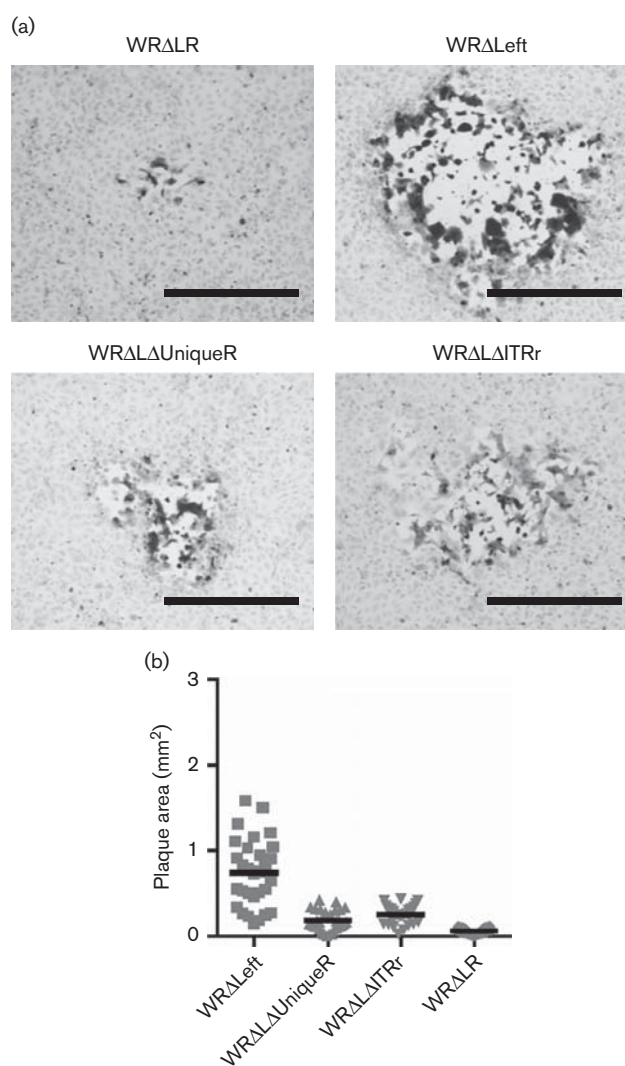 (a)
WRΔLR
WRΔLeft
WRΔLΔUniqueR
WRΔLΔITRr
(b)
3
2
1
0
Plaque area (mm²)
WRΔLeft
WRΔLΔUniqueR
WRΔLΔITRr
WRΔLR